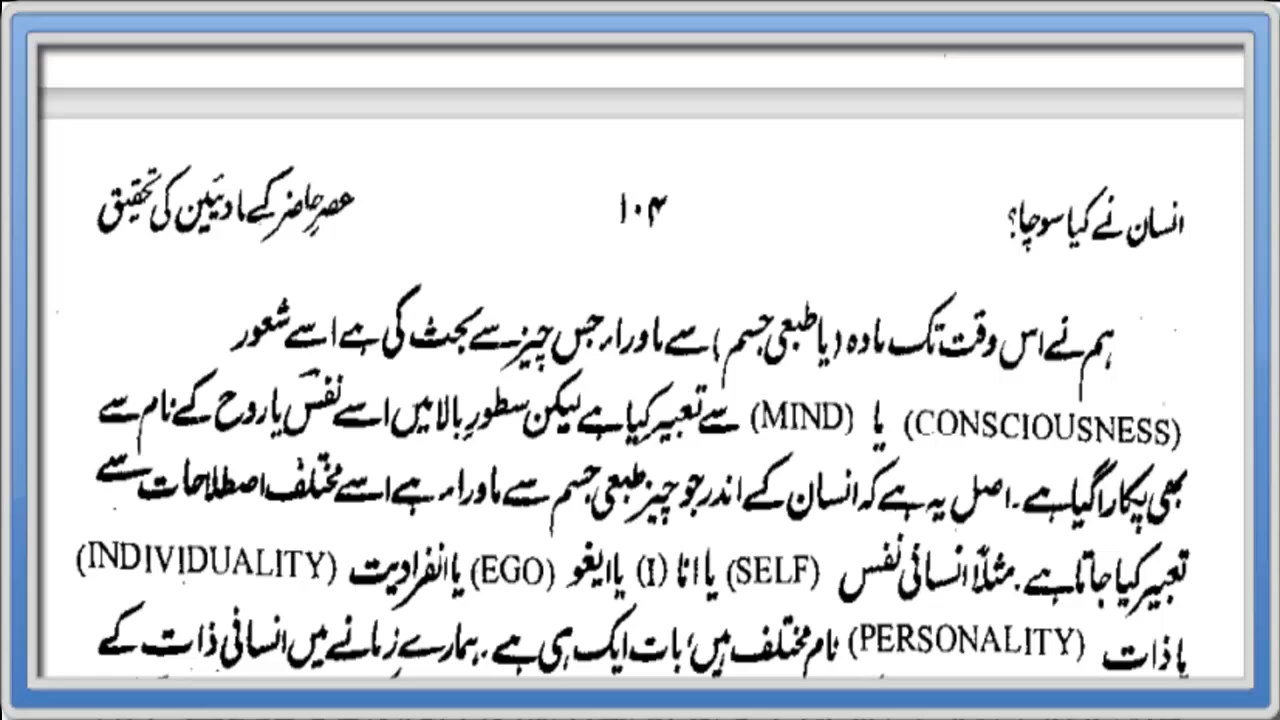 انسان نے کیا سوچا؟ ۱۰۴ عصرِ حاضر کے مادیئین کی تحقیق
ہم نے اس وقت تک مادہ (یا طبعی جسم) سے ماوراء جس چیز سے بحث کی ہے اسے شعور
(CONSCIOUSNESS) یا (MIND) سے تعبیر کیا ہے لیکن سطورِ بالا میں اسے نفس یا روح کے نام سے
بھی پکارا گیا ہے۔ اصل یہ ہے کہ انسان کے اندر جو چیز طبعی جسم سے ماوراء ہے اسے مختلف اصطلاحات سے
تعبیر کیا جاتا ہے۔ مثلاً انسانی نفس (SELF) یا انا (I) یا ایغو (EGO) یا انفرادیت (INDIVIDUALITY)
یا ذات (PERSONALITY) نام مختلف ہیں، بات ایک ہی ہے۔ ہمارے زمانے میں انسانی ذات کے